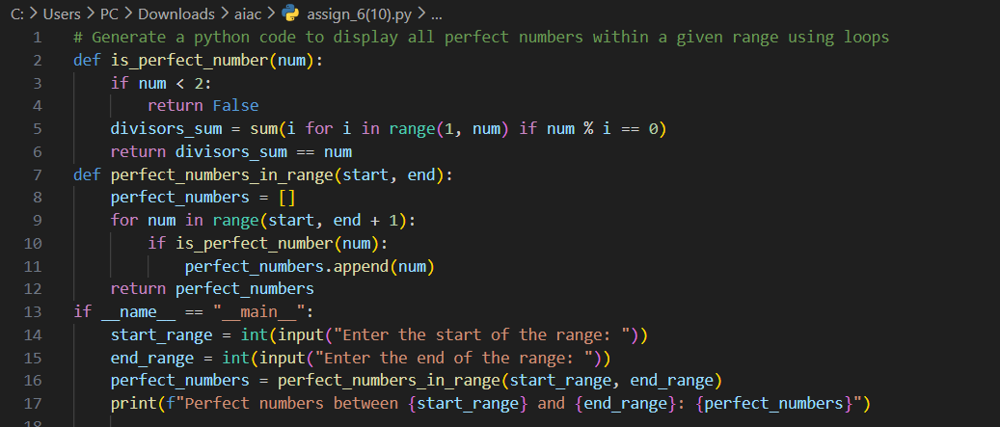 C: > Users > PC > Downloads > aiac > assign_6(10).py > ...
1 # Generate a python code to display all perfect numbers within a given range using loops
2 def is_perfect_number(num):
3     if num < 2:
4         return False
5     divisors_sum = sum(i for i in range(1, num) if num % i == 0)
6     return divisors_sum == num
7 def perfect_numbers_in_range(start, end):
8     perfect_numbers = []
9     for num in range(start, end + 1):
10         if is_perfect_number(num):
11             perfect_numbers.append(num)
12     return perfect_numbers
13 if __name__ == "__main__":
14     start_range = int(input("Enter the start of the range: "))
15     end_range = int(input("Enter the end of the range: "))
16     perfect_numbers = perfect_numbers_in_range(start_range, end_range)
17     print(f"Perfect numbers between {start_range} and {end_range}: {perfect_numbers}")
18